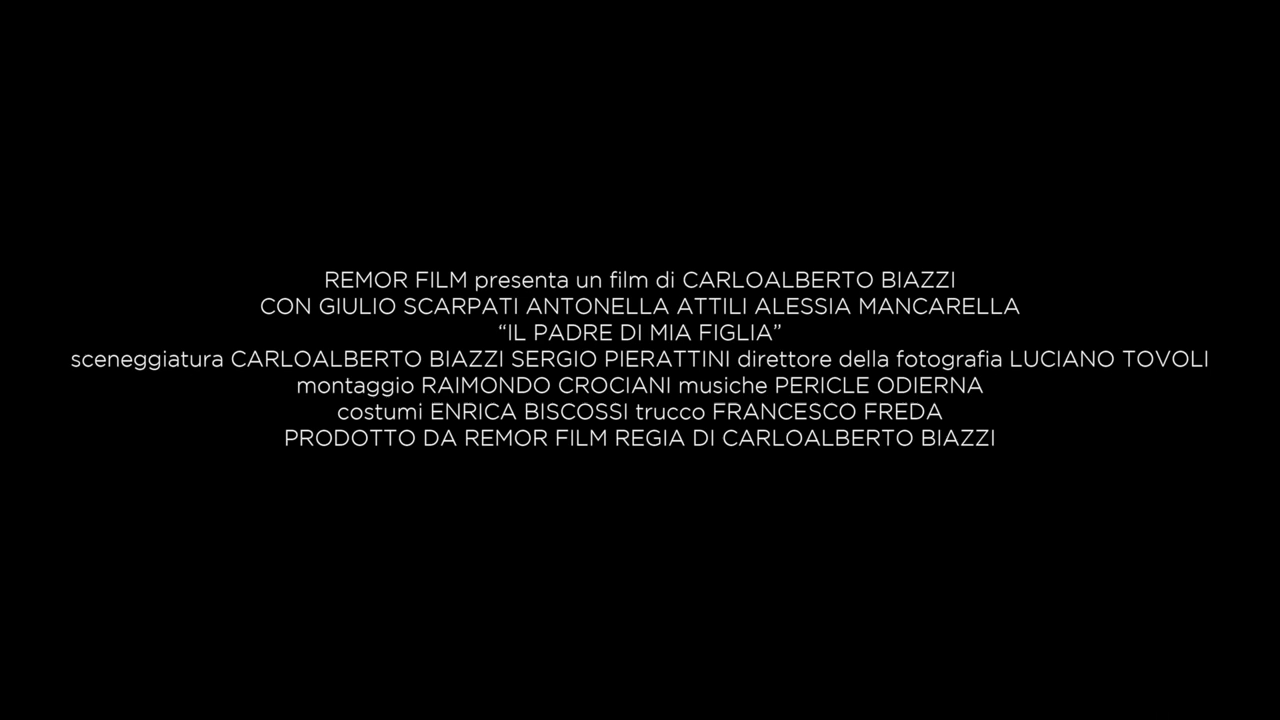 REMOR FILM presenta un film di CARLOALBERTO BIAZZI
CON GIULIO SCARPATI ANTONELLA ATTILI ALESSIA MANCARELLA
“IL PADRE DI MIA FIGLIA”
sceneggiatura CARLOALBERTO BIAZZI SERGIO PIERATTINI direttore della fotografia LUCIANO TOVOLI
montaggio RAIMONDO CROCIANI musiche PERICLE ODIERNA
costumi ENRICA BISCOSSI trucco FRANCESCO FREDA
PRODOTTO DA REMOR FILM REGIA DI CARLOALBERTO BIAZZI